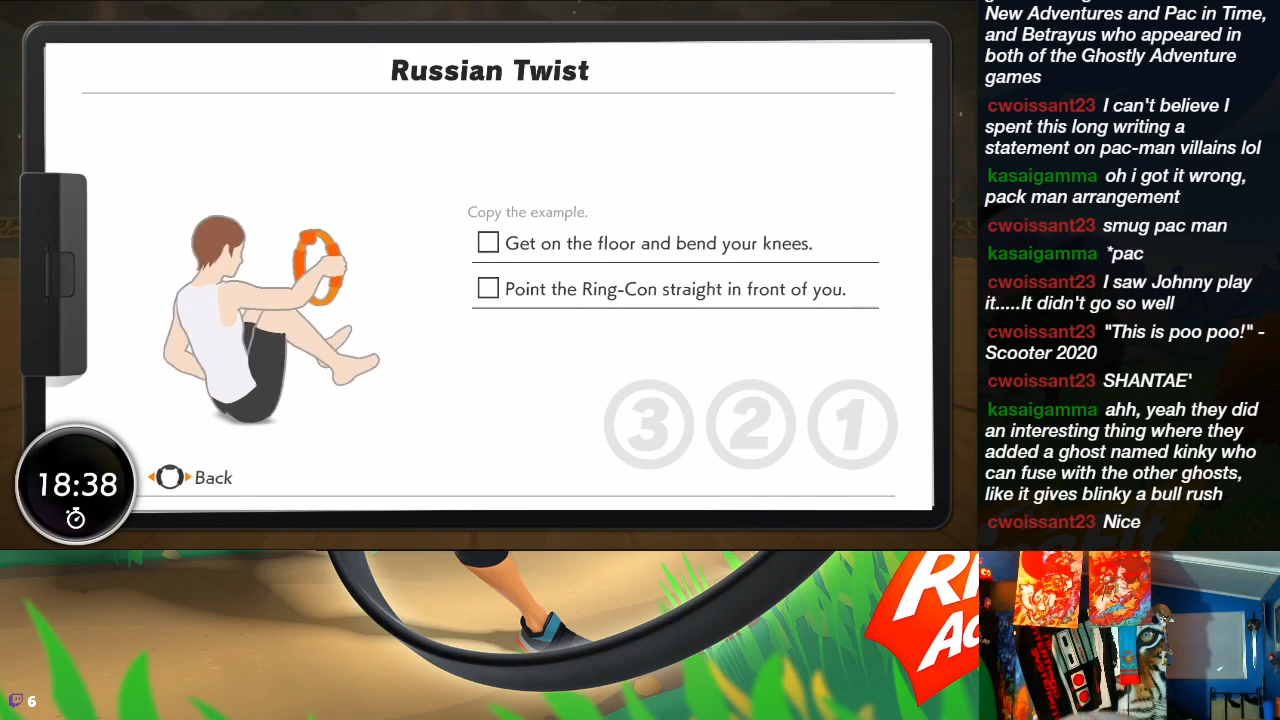 Russian Twist
Copy the example.
Get on the floor and bend your knees.
Point the Ring-Con straight in front of you.
3 2 1
18:38
Back
6
New Adventures and Pac in Time,
and Betrayus who appeared in
both of the Ghostly Adventure
games
cwoissant23 I can't believe I
spent this long writing a
statement on pac-man villains lol
kasaigamma oh i got it wrong,
pack man arrangement
cwoissant23 smug pac man
kasaigamma *pac
cwoissant23 I saw Johnny play
it.....It didn't go so well
cwoissant23 "This is poo poo!" -
Scooter 2020
cwoissant23 SHANTAE'
kasaigamma ahh, yeah they did
an interesting thing where they
added a ghost named kinky who
can fuse with the other ghosts,
like it gives blinky a bull rush
cwoissant23 Nice